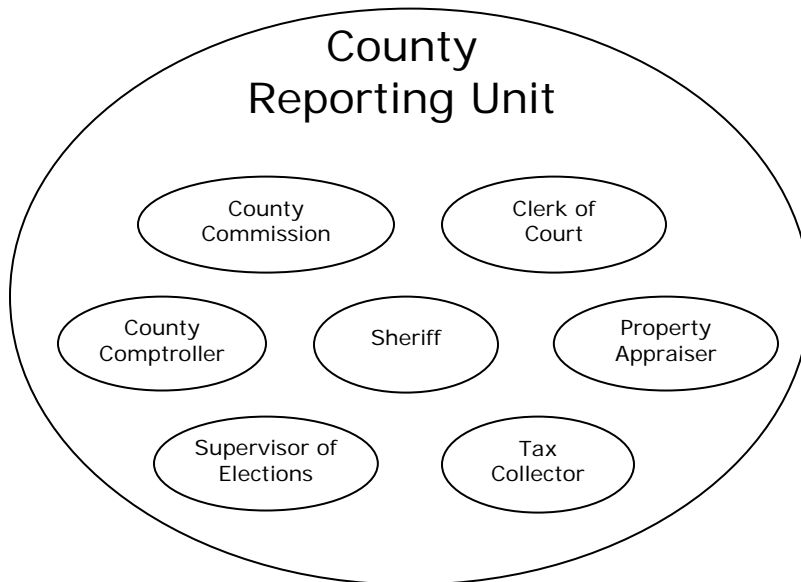 County
Reporting Unit
County
Commission
Clerk of
Court
County
Comptroller
Sheriff
Property
Appraiser
Supervisor of
Elections
Tax
Collector